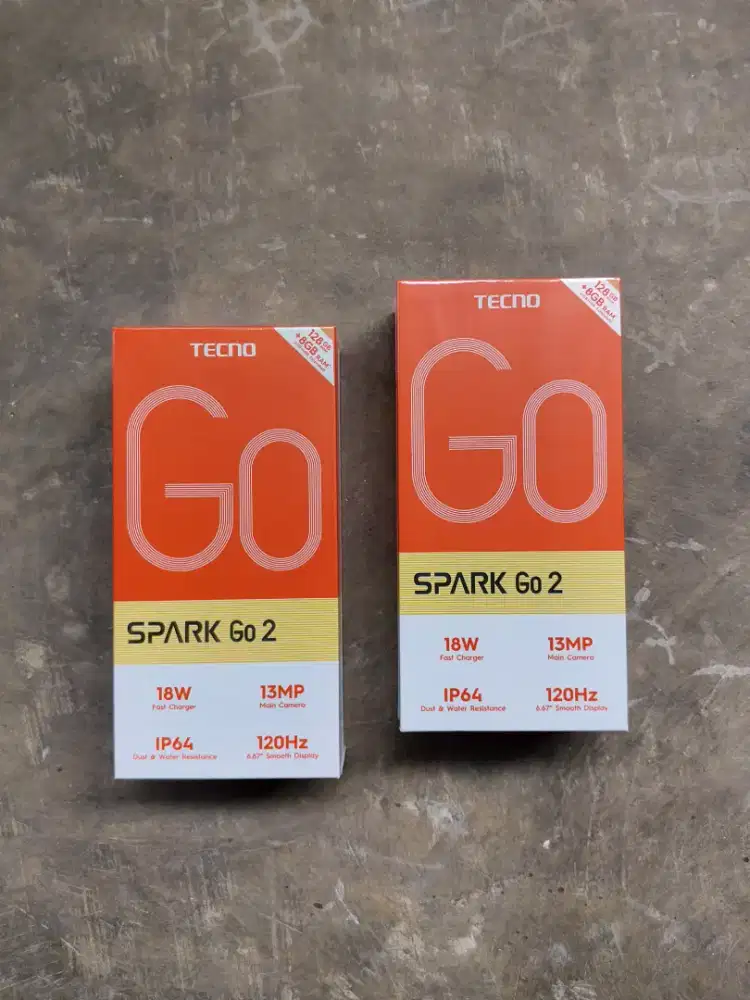 TECNO
128GB
+8GB RAM*
Go
SPARK Go 2
18W
Fast Charger
13MP
Main Camera
IP64
Dust & Water Resistance
120Hz
6.67" Smooth Display
TECNO
128GB
+8GB RAM*
Go
SPARK Go 2
18W
Fast Charger
13MP
Main Camera
IP64
Dust & Water Resistance
120Hz
6.67" Smooth Display